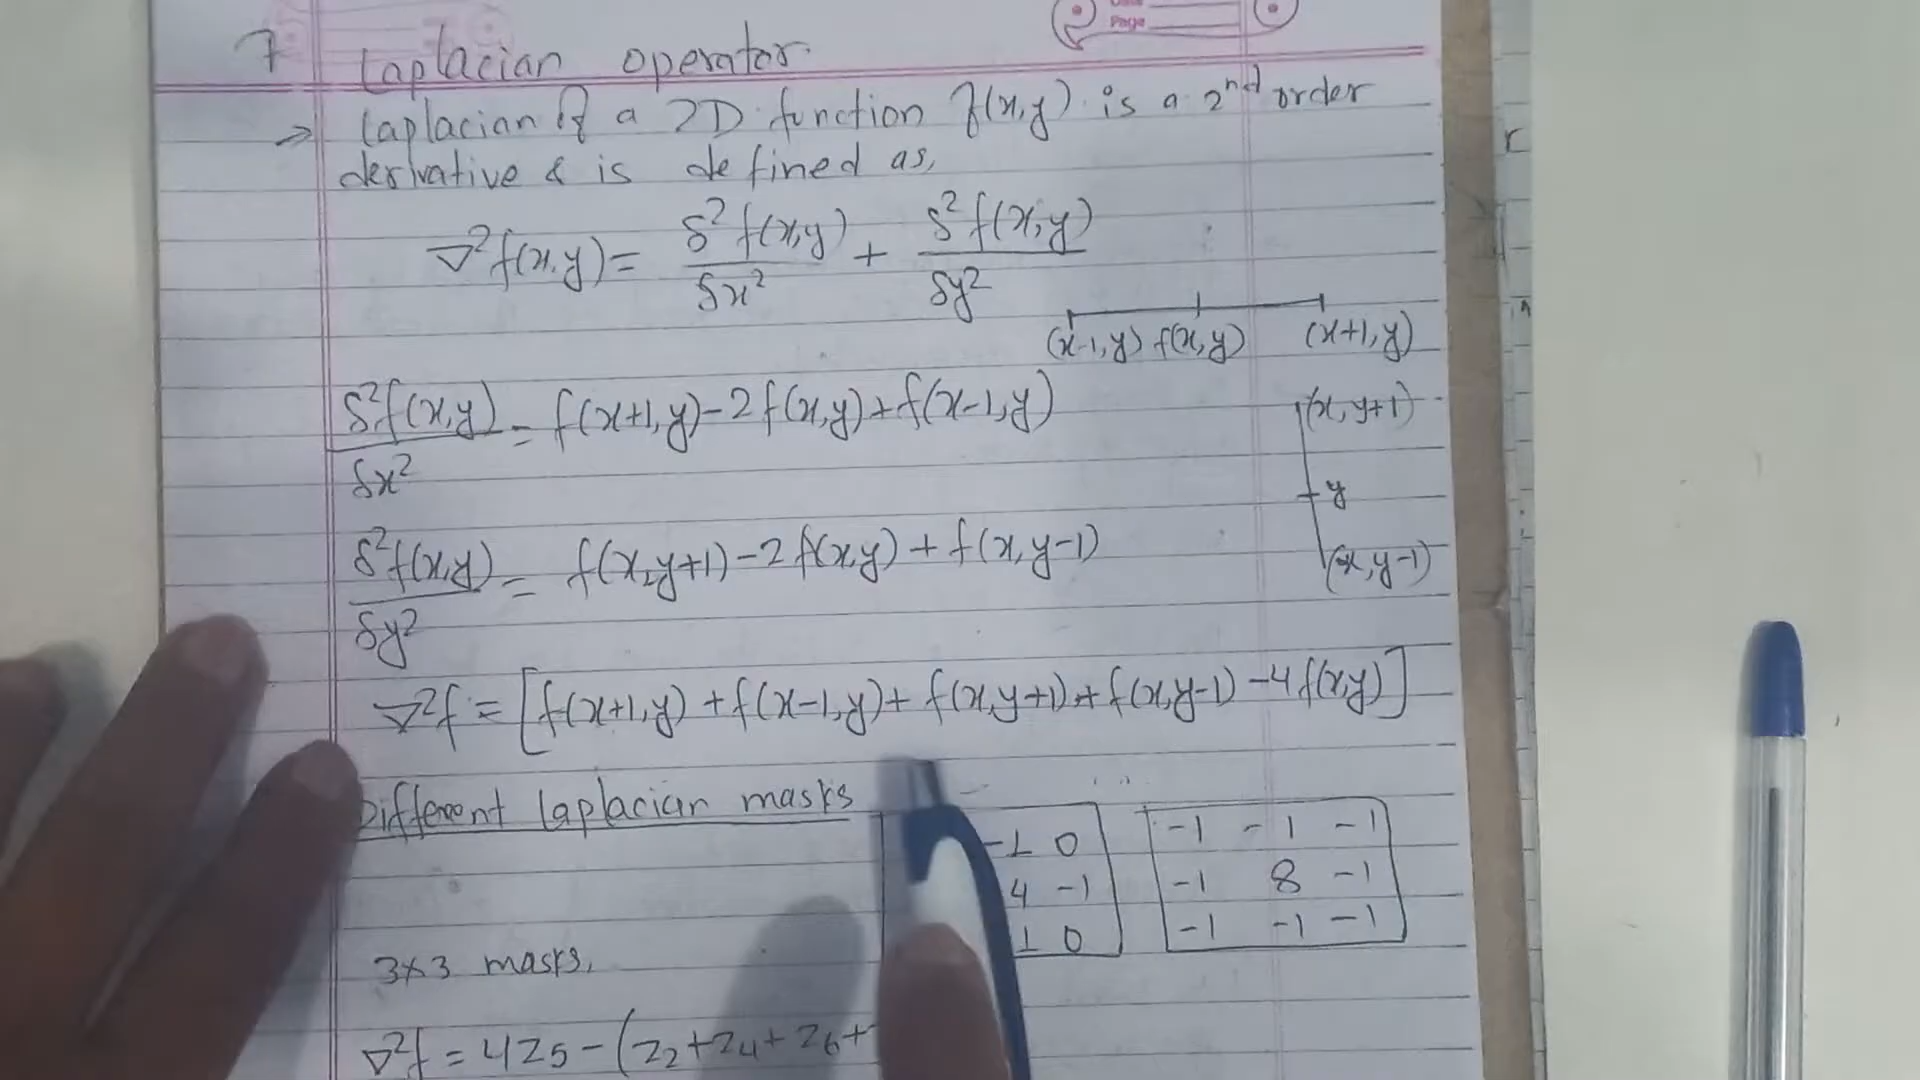 Page
7 Laplacian operator.
⇒ Laplacian of a 2D function f(x,y) is a 2nd order
derivative & is defined as,
∇²f(x,y) = δ²f(x,y)/δx² + δ²f(x,y)/δy²
(x-1,y) f(x,y) (x+1,y)
δ²f(x,y)/δx² = f(x+1,y)-2f(x,y)+f(x-1,y)
(x,y+1)
y
(x,y-1)
δ²f(x,y)/δy² = f(x,y+1)-2f(x,y)+f(x,y-1)
∇²f = [f(x+1,y)+f(x-1,y)+f(x,y+1)+f(x,y-1)-4f(x,y)]
Different laplacian masks
-1 0 -1 -1 -1
4 -1 -1 8 -1
1 0 -1 -1 -1
3×3 masks,
∇²f = 4Z5-(Z2+Z4+Z6+